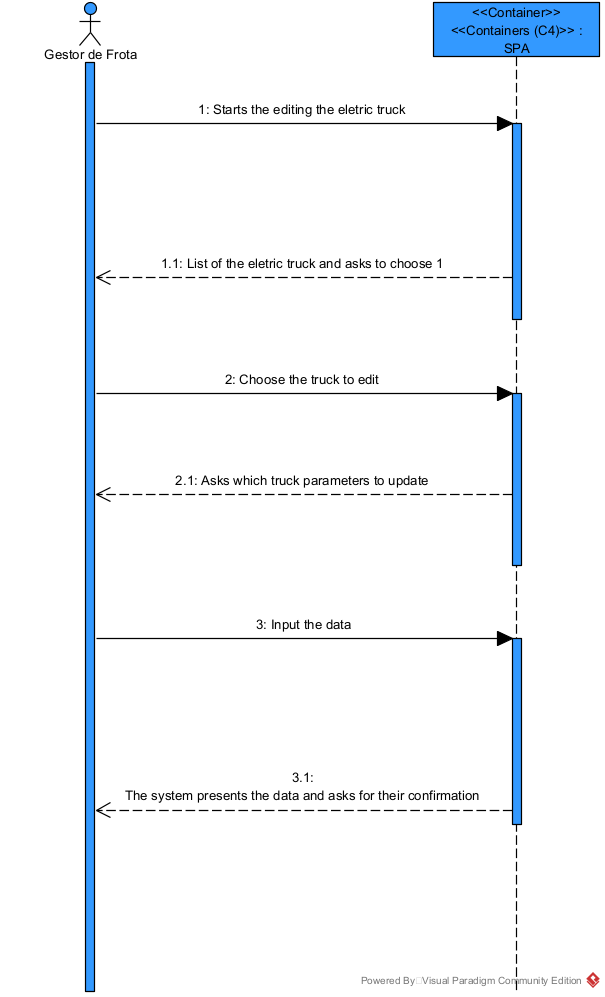 <<Container>>
<<Containers (C4)>> :
SPA
Gestor de Frota
1: Starts the editing the eletric truck
1.1: List of the eletric truck and asks to choose 1
2: Choose the truck to edit
2.1: Asks which truck parameters to update
3: Input the data
3.1:
The system presents the data and asks for their confirmation
Powered By Visual Paradigm Community Edition